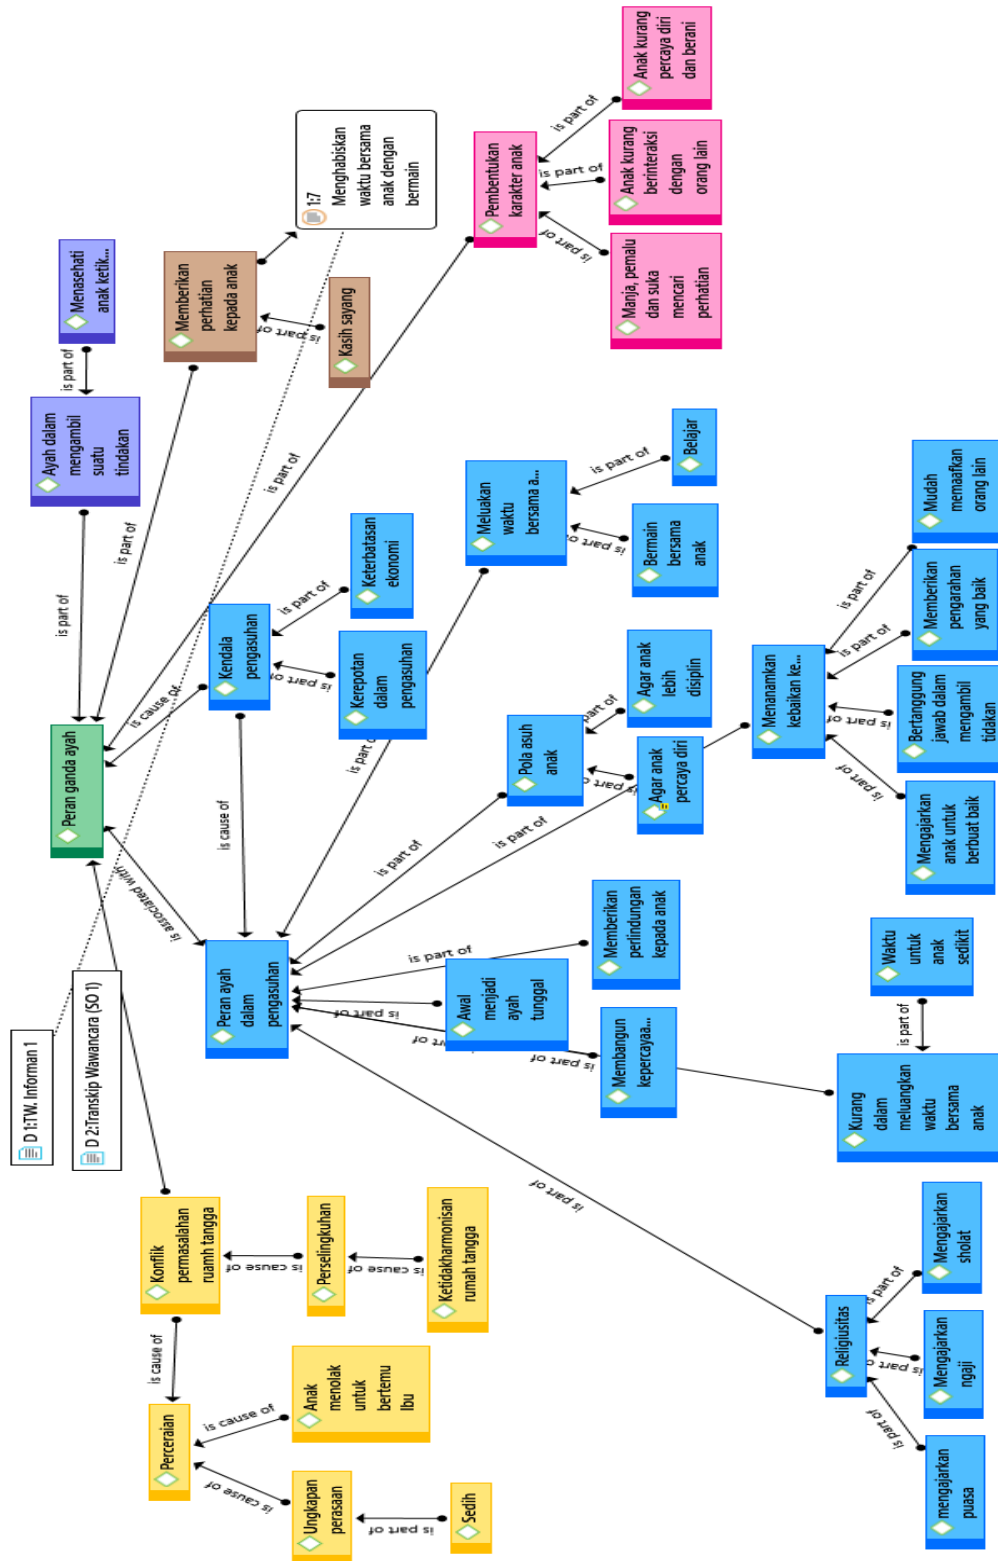 D 1:TW. Informan 1
D 2:Transkip Wawancara (SO 1)
Peran ganda ayah
is part of
Ayah dalam
mengambil
suatu
tindakan
is part of
Menasehati
anak ketik...
is part of
Memberikan
perhatian
kepada anak
is part of
Kasih sayang
1:7
Menghabiskan
waktu bersama
anak dengan
bermain
is part of
Pembentukan
karakter anak
is part of
Manja, pemalu
dan suka
mencari
perhatian
is part of
Anak kurang
berinteraksi
dengan
orang lain
is part of
Anak kurang
percaya diri
dan berani
is cause of
Kendala
pengasuhan
is part of
Kerepotan
dalam
pengasuhan
is part of
Keterbatasan
ekonomi
is cause of
is associated with
Peran ayah
dalam
pengasuhan
is part of
Meluakan
waktu
bersama a...
is part of
Bermain
bersama
anak
is part of
Belajar
is part of
Pola asuh
anak
is part of
Agar anak
percaya diri
is part of
Agar anak
lebih
disiplin
is part of
Menanamkan
kebaikan ke...
is part of
Mengajarkan
anak untuk
berbuat baik
is part of
Bertanggung
jawab dalam
mengambil
tidakan
is part of
Memberikan
pengarahan
yang baik
is part of
Mudah
memaafkan
orang lain
is part of
Memberikan
perlindungan
kepada anak
is part of
Awal
menjadi
ayah
tunggal
is part of
Membangun
kepercayaa...
is part of
Kurang
dalam
meluangkan
waktu
bersama
anak
is part of
Waktu
untuk
anak
sedikit
is part of
Religiusitas
is part of
mengajarkan
puasa
is part of
Mengajarkan
ngaji
is part of
Mengajarkan
sholat
Konflik
permasalahan
ruamh tangga
is cause of
Perselingkuhan
is cause of
Ketidakharmonisan
rumah tangga
is cause of
Perceraian
is cause of
Anak
menolak
untuk
bertemu
Ibu
is cause of
Ungkapan
perasaan
is part of
Sedih